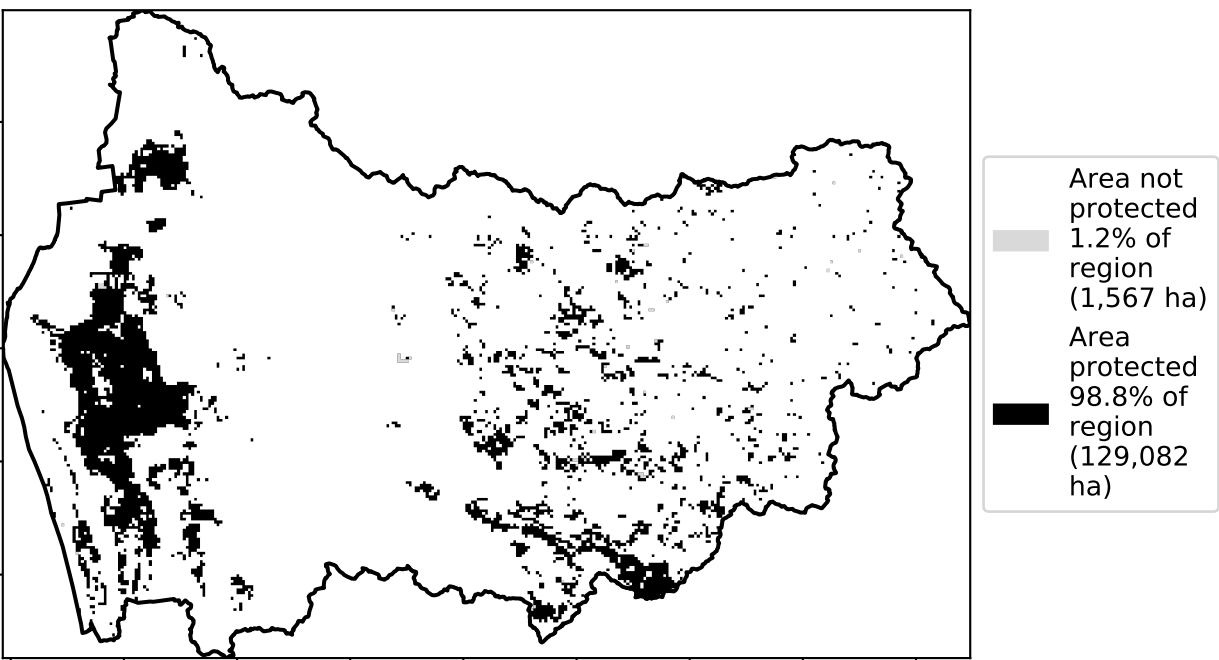 Area not
protected
1.2% of
region
(1,567 ha)
Area
protected
98.8% of
region
(129,082
ha)